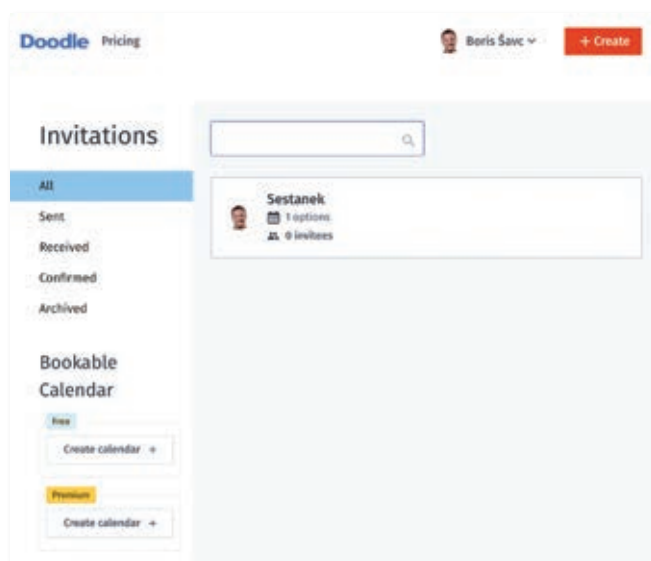 Doodle Pricing
Boris Šavc
+ Create
Invitations
All
Sent
Received
Confirmed
Archived
Sestanek
1 options
0 invitees
Bookable
Calendar
Free
Create calendar +
Premium
Create calendar +